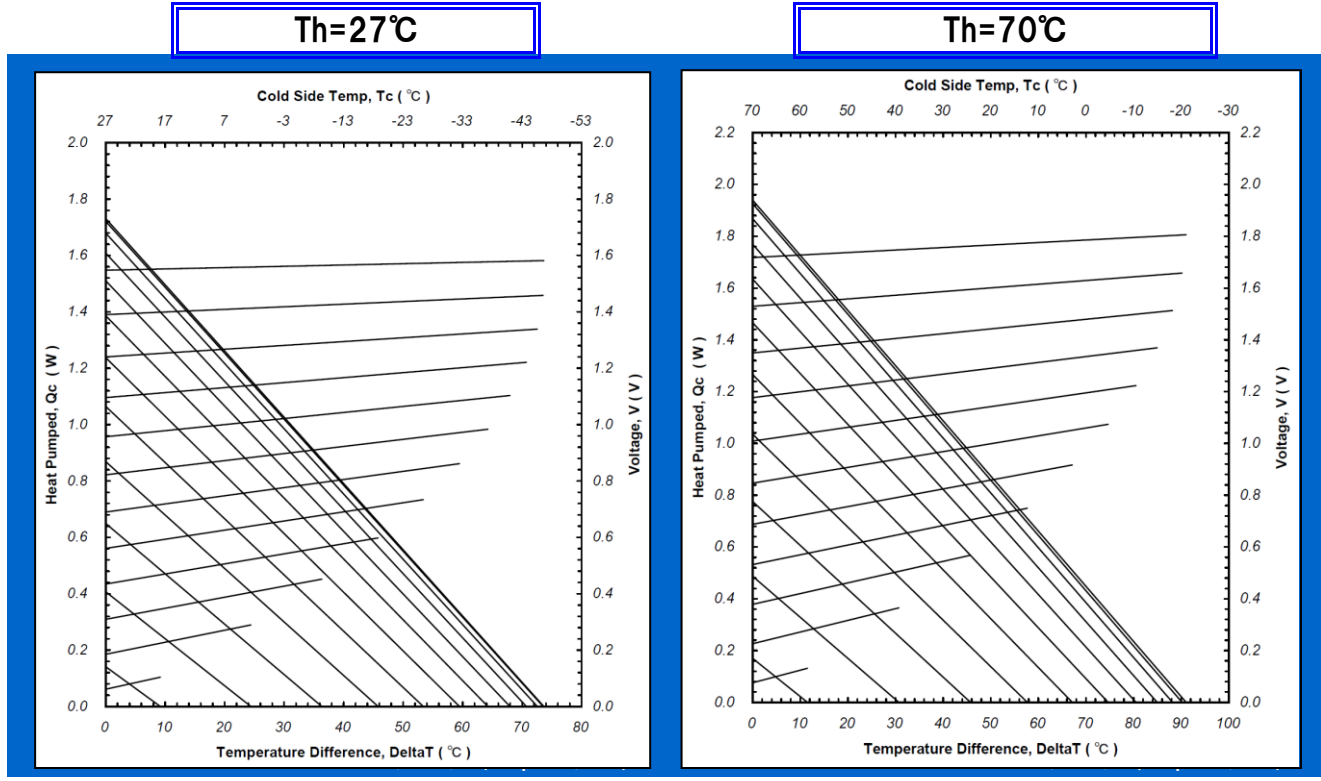 Th=27℃
Th=70℃
Cold Side Temp, Tc ( ℃ )
27 17 7 -3 -13 -23 -33 -43 -53
2.0 2.0
1.8 1.8
1.6 1.6
1.4 1.4
1.2 1.2
1.0 1.0
0.8 0.8
0.6 0.6
0.4 0.4
0.2 0.2
0.0 0.0
Heat Pumped, Qc ( W )
Voltage, V ( V )
0 10 20 30 40 50 60 70 80
Temperature Difference, DeltaT ( ℃ )
Cold Side Temp, Tc ( ℃ )
70 60 50 40 30 20 10 0 -10 -20 -30
2.2 2.2
2.0 2.0
1.8 1.8
1.6 1.6
1.4 1.4
1.2 1.2
1.0 1.0
0.8 0.8
0.6 0.6
0.4 0.4
0.2 0.2
0.0 0.0
Heat Pumped, Qc ( W )
Voltage, V ( V )
0 10 20 30 40 50 60 70 80 90 100
Temperature Difference, DeltaT ( ℃ )